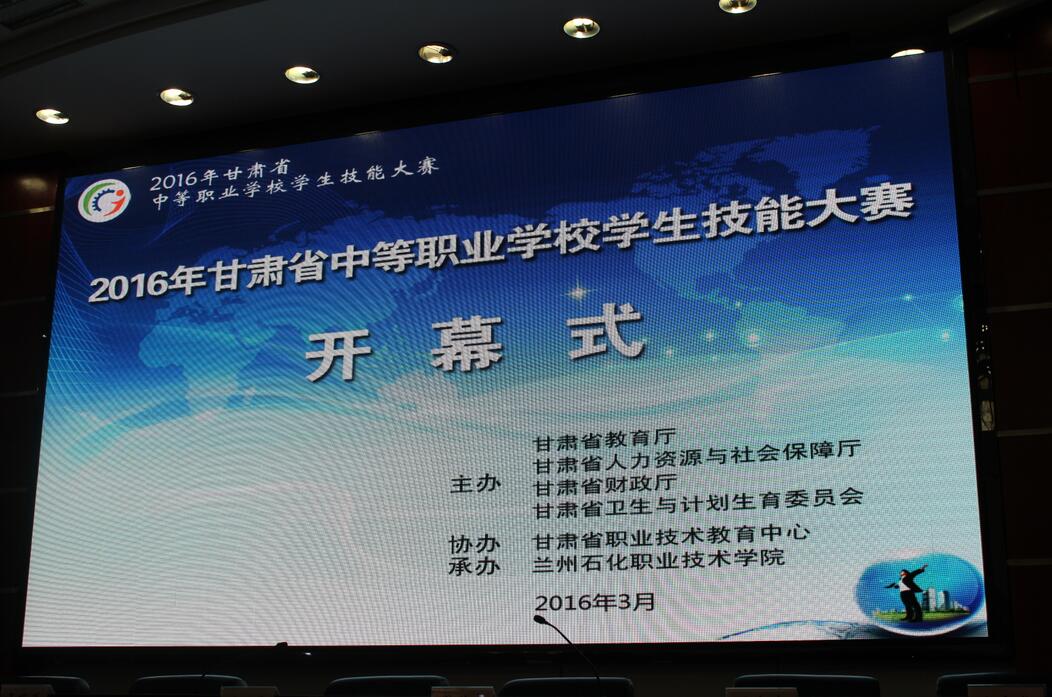 2016年甘肃省
中等职业学校学生技能大赛
2016年甘肃省中等职业学校学生技能大赛
开幕式
主办
甘肃省教育厅
甘肃省人力资源与社会保障厅
甘肃省财政厅
甘肃省卫生与计划生育委员会
协办 甘肃省职业技术教育中心
承办 兰州石化职业技术学院
2016年3月